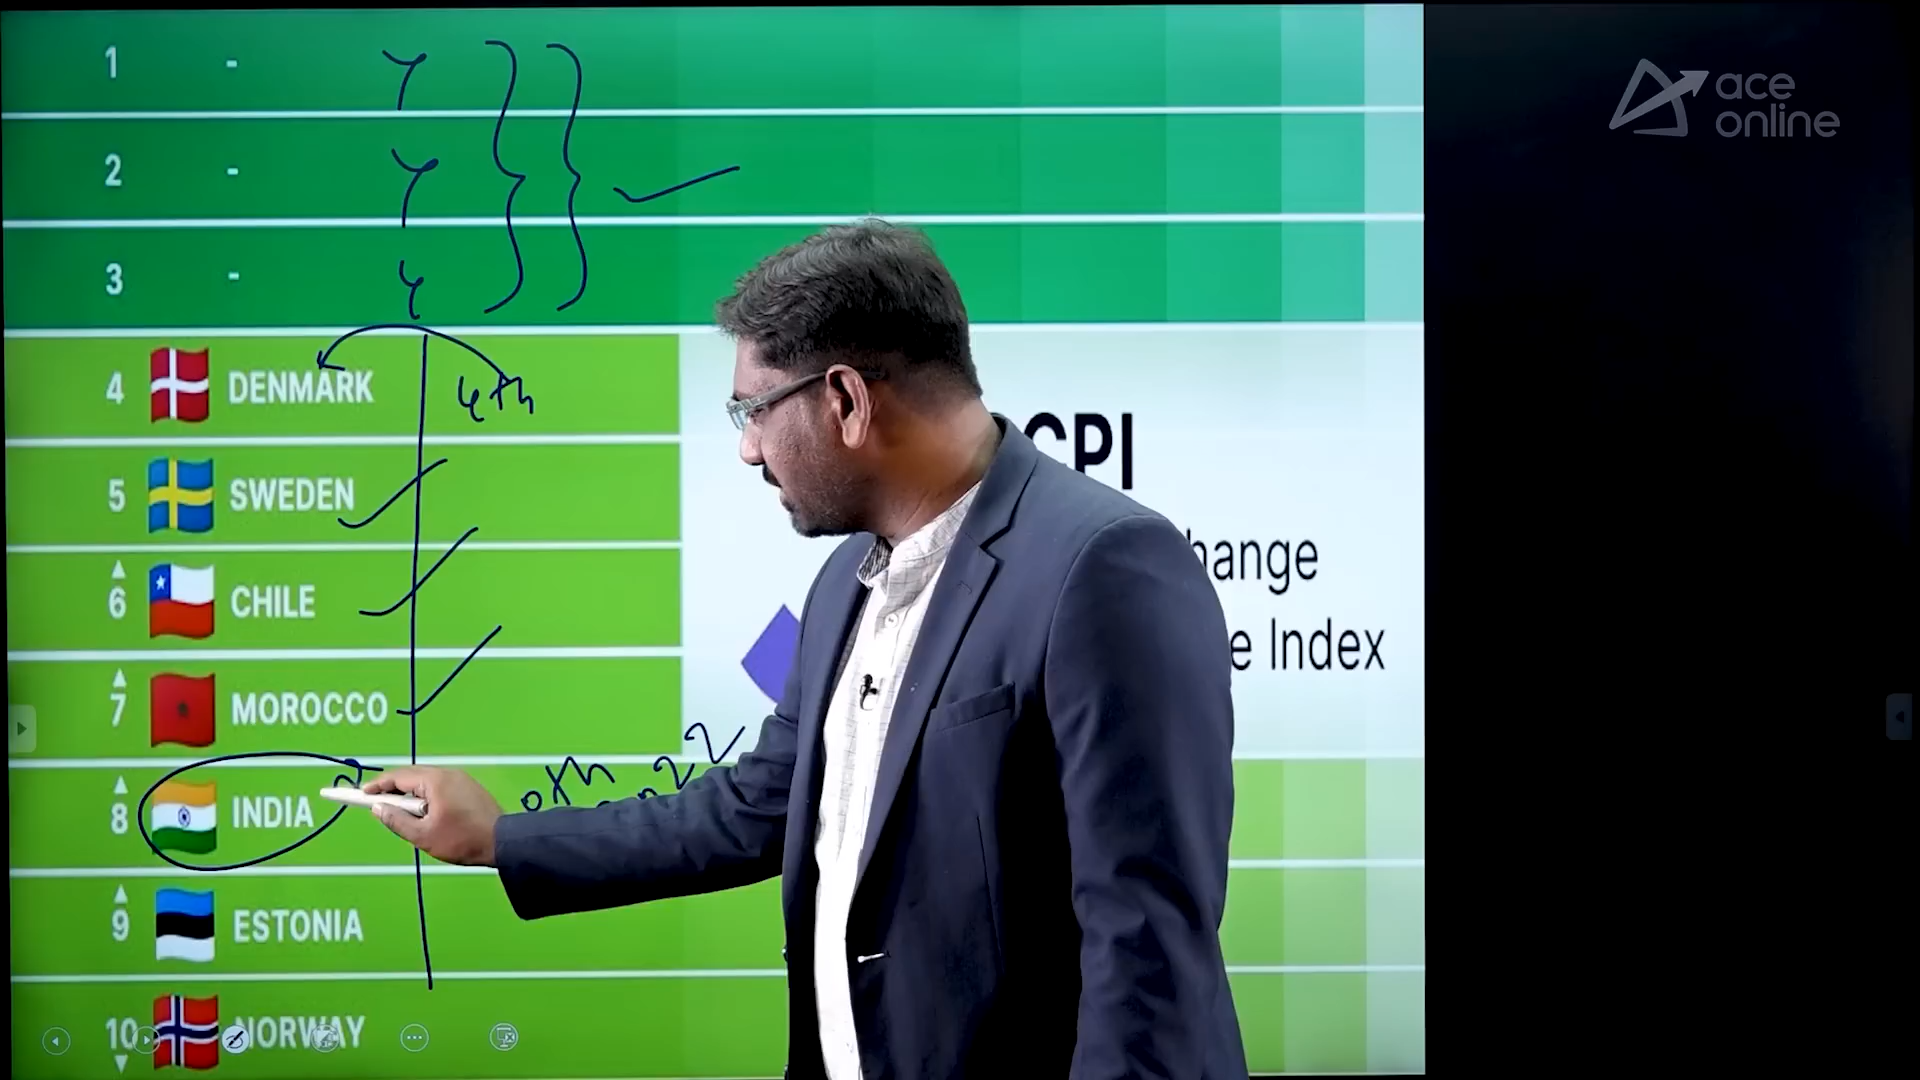 1 -
2 -
3 -
4 DENMARK 4th
5 SWEDEN
6 CHILE
7 MOROCCO
8 INDIA
9 ESTONIA
10 NORWAY
CPI
hange
e Index
ace
online